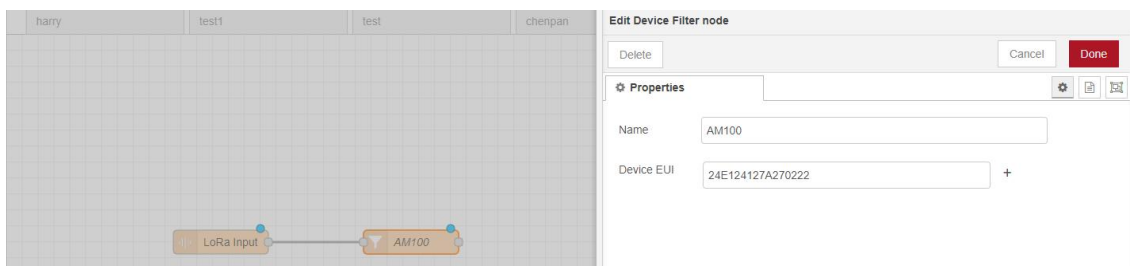 harry test1 test chenpan
Edit Device Filter node
Delete Cancel Done
Properties
Name AM100
Device EUI 24E124127A270222 +
LoRa Input AM100